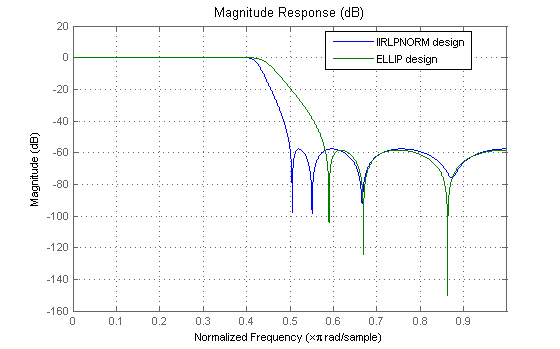 Magnitude Response (dB)
IIRLPNORM design
ELLIP design
Magnitude (dB)
20
0
-20
-40
-60
-80
-100
-120
-140
-160
0 0.1 0.2 0.3 0.4 0.5 0.6 0.7 0.8 0.9
Normalized Frequency (×π rad/sample)